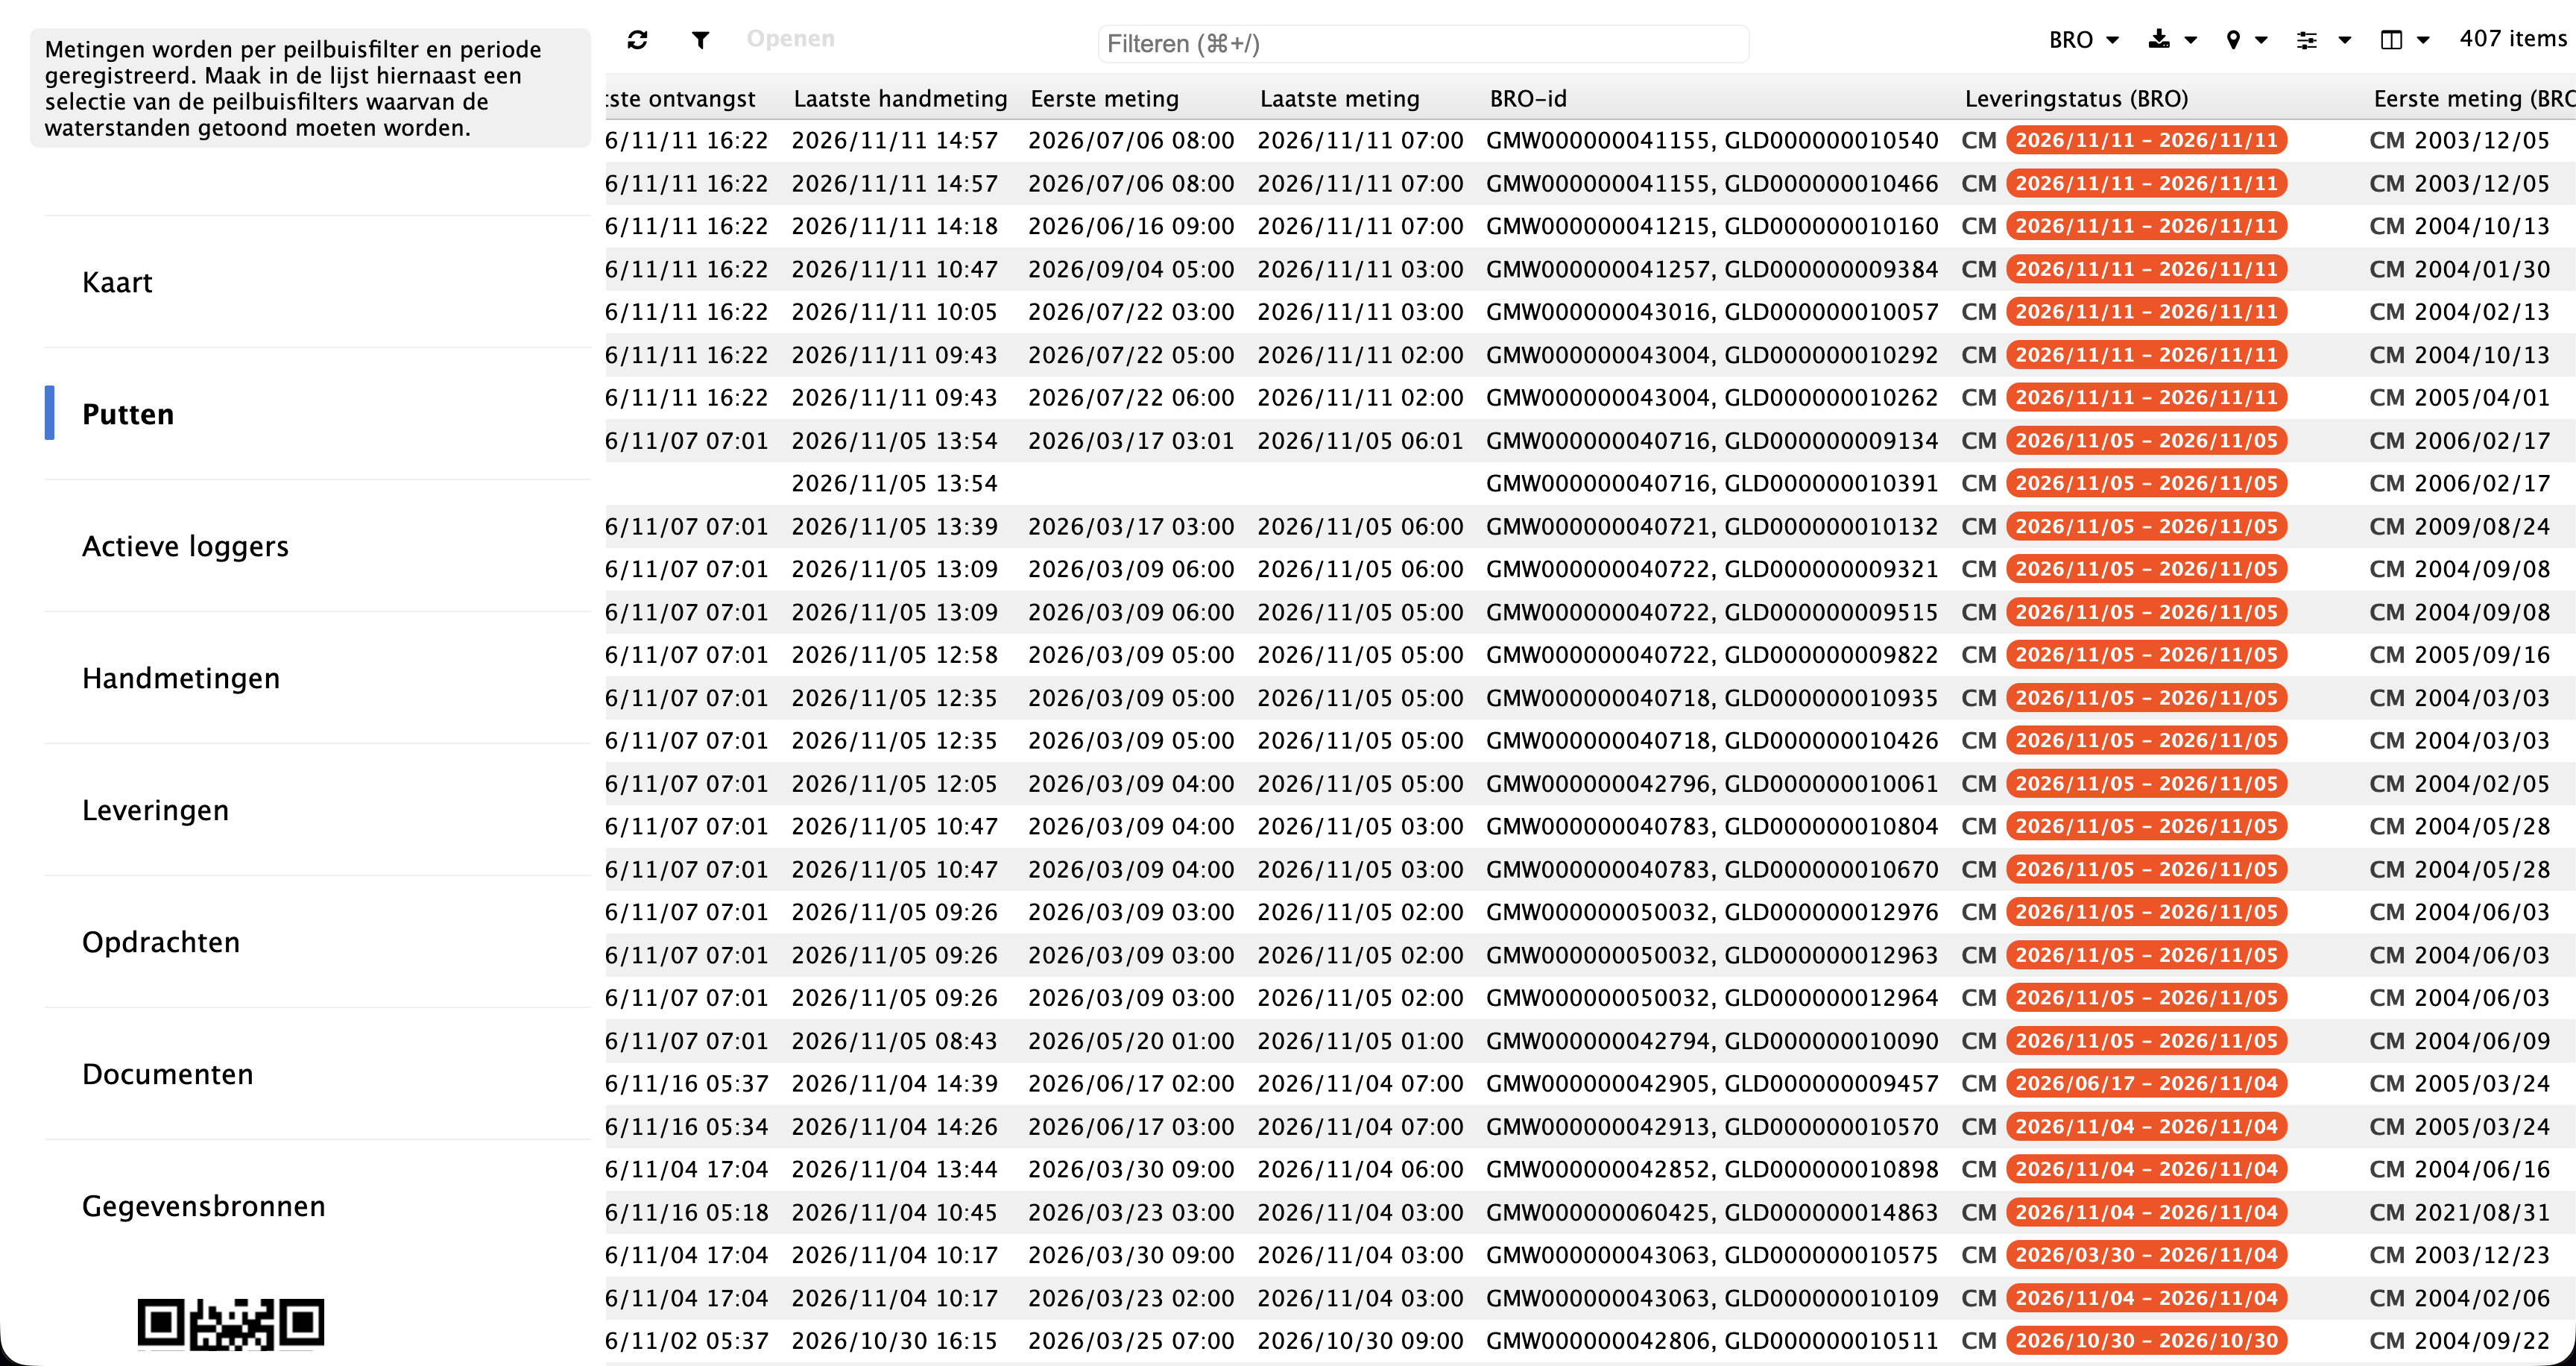 Metingen worden per peilbuisfilter en periode
geregistreerd. Maak in de lijst hiernaast een
selectie van de peilbuisfilters waarvan de
waterstanden getoond moeten worden.
Kaart
Putten
Actieve loggers
Handmetingen
Leveringen
Opdrachten
Documenten
Gegevensbronnen
Openen Filteren (⌘+/) BRO 407 items
tste ontvangst Laatste handmeting Eerste meting Laatste meting BRO-id Leveringstatus (BRO) Eerste meting (BRO
6/11/11 16:22 2026/11/11 14:57 2026/07/06 08:00 2026/11/11 07:00 GMW000000041155, GLD000000010540 CM 2026/11/11 – 2026/11/11 CM 2003/12/05
6/11/11 16:22 2026/11/11 14:57 2026/07/06 08:00 2026/11/11 07:00 GMW000000041155, GLD000000010466 CM 2026/11/11 – 2026/11/11 CM 2003/12/05
6/11/11 16:22 2026/11/11 14:18 2026/06/16 09:00 2026/11/11 07:00 GMW000000041215, GLD000000010160 CM 2026/11/11 – 2026/11/11 CM 2004/10/13
6/11/11 16:22 2026/11/11 10:47 2026/09/04 05:00 2026/11/11 03:00 GMW000000041257, GLD000000009384 CM 2026/11/11 – 2026/11/11 CM 2004/01/30
6/11/11 16:22 2026/11/11 10:05 2026/07/22 03:00 2026/11/11 03:00 GMW000000043016, GLD000000010057 CM 2026/11/11 – 2026/11/11 CM 2004/02/13
6/11/11 16:22 2026/11/11 09:43 2026/07/22 05:00 2026/11/11 02:00 GMW000000043004, GLD000000010292 CM 2026/11/11 – 2026/11/11 CM 2004/10/13
6/11/11 16:22 2026/11/11 09:43 2026/07/22 06:00 2026/11/11 02:00 GMW000000043004, GLD000000010262 CM 2026/11/11 – 2026/11/11 CM 2005/04/01
6/11/07 07:01 2026/11/05 13:54 2026/03/17 03:01 2026/11/05 06:01 GMW000000040716, GLD000000009134 CM 2026/11/05 – 2026/11/05 CM 2006/02/17
2026/11/05 13:54 GMW000000040716, GLD000000010391 CM 2026/11/05 – 2026/11/05 CM 2006/02/17
6/11/07 07:01 2026/11/05 13:39 2026/03/17 03:00 2026/11/05 06:00 GMW000000040721, GLD000000010132 CM 2026/11/05 – 2026/11/05 CM 2009/08/24
6/11/07 07:01 2026/11/05 13:09 2026/03/09 06:00 2026/11/05 06:00 GMW000000040722, GLD000000009321 CM 2026/11/05 – 2026/11/05 CM 2004/09/08
6/11/07 07:01 2026/11/05 13:09 2026/03/09 06:00 2026/11/05 05:00 GMW000000040722, GLD000000009515 CM 2026/11/05 – 2026/11/05 CM 2004/09/08
6/11/07 07:01 2026/11/05 12:58 2026/03/09 05:00 2026/11/05 05:00 GMW000000040722, GLD000000009822 CM 2026/11/05 – 2026/11/05 CM 2005/09/16
6/11/07 07:01 2026/11/05 12:35 2026/03/09 05:00 2026/11/05 05:00 GMW000000040718, GLD000000010935 CM 2026/11/05 – 2026/11/05 CM 2004/03/03
6/11/07 07:01 2026/11/05 12:35 2026/03/09 05:00 2026/11/05 05:00 GMW000000040718, GLD000000010426 CM 2026/11/05 – 2026/11/05 CM 2004/03/03
6/11/07 07:01 2026/11/05 12:05 2026/03/09 04:00 2026/11/05 05:00 GMW000000042796, GLD000000010061 CM 2026/11/05 – 2026/11/05 CM 2004/02/05
6/11/07 07:01 2026/11/05 10:47 2026/03/09 04:00 2026/11/05 03:00 GMW000000040783, GLD000000010804 CM 2026/11/05 – 2026/11/05 CM 2004/05/28
6/11/07 07:01 2026/11/05 10:47 2026/03/09 04:00 2026/11/05 03:00 GMW000000040783, GLD000000010670 CM 2026/11/05 – 2026/11/05 CM 2004/05/28
6/11/07 07:01 2026/11/05 09:26 2026/03/09 03:00 2026/11/05 02:00 GMW000000050032, GLD000000012976 CM 2026/11/05 – 2026/11/05 CM 2004/06/03
6/11/07 07:01 2026/11/05 09:26 2026/03/09 03:00 2026/11/05 02:00 GMW000000050032, GLD000000012963 CM 2026/11/05 – 2026/11/05 CM 2004/06/03
6/11/07 07:01 2026/11/05 09:26 2026/03/09 03:00 2026/11/05 02:00 GMW000000050032, GLD000000012964 CM 2026/11/05 – 2026/11/05 CM 2004/06/03
6/11/07 07:01 2026/11/05 08:43 2026/05/20 01:00 2026/11/05 01:00 GMW000000042794, GLD000000010090 CM 2026/11/05 – 2026/11/05 CM 2004/06/09
6/11/16 05:37 2026/11/04 14:39 2026/06/17 02:00 2026/11/04 07:00 GMW000000042905, GLD000000009457 CM 2026/06/17 – 2026/11/04 CM 2005/03/24
6/11/16 05:34 2026/11/04 14:26 2026/06/17 03:00 2026/11/04 07:00 GMW000000042913, GLD000000010570 CM 2026/11/04 – 2026/11/04 CM 2005/03/24
6/11/04 17:04 2026/11/04 13:44 2026/03/30 09:00 2026/11/04 06:00 GMW000000042852, GLD000000010898 CM 2026/11/04 – 2026/11/04 CM 2004/06/16
6/11/16 05:18 2026/11/04 10:45 2026/03/23 03:00 2026/11/04 03:00 GMW000000060425, GLD000000014863 CM 2026/11/04 – 2026/11/04 CM 2021/08/31
6/11/04 17:04 2026/11/04 10:17 2026/03/30 09:00 2026/11/04 03:00 GMW000000043063, GLD000000010575 CM 2026/03/30 – 2026/11/04 CM 2003/12/23
6/11/04 17:04 2026/11/04 10:17 2026/03/23 02:00 2026/11/04 03:00 GMW000000043063, GLD000000010109 CM 2026/11/04 – 2026/11/04 CM 2004/02/06
6/11/02 05:37 2026/10/30 16:15 2026/03/25 07:00 2026/10/30 09:00 GMW000000042806, GLD000000010511 CM 2026/10/30 – 2026/10/30 CM 2004/09/22